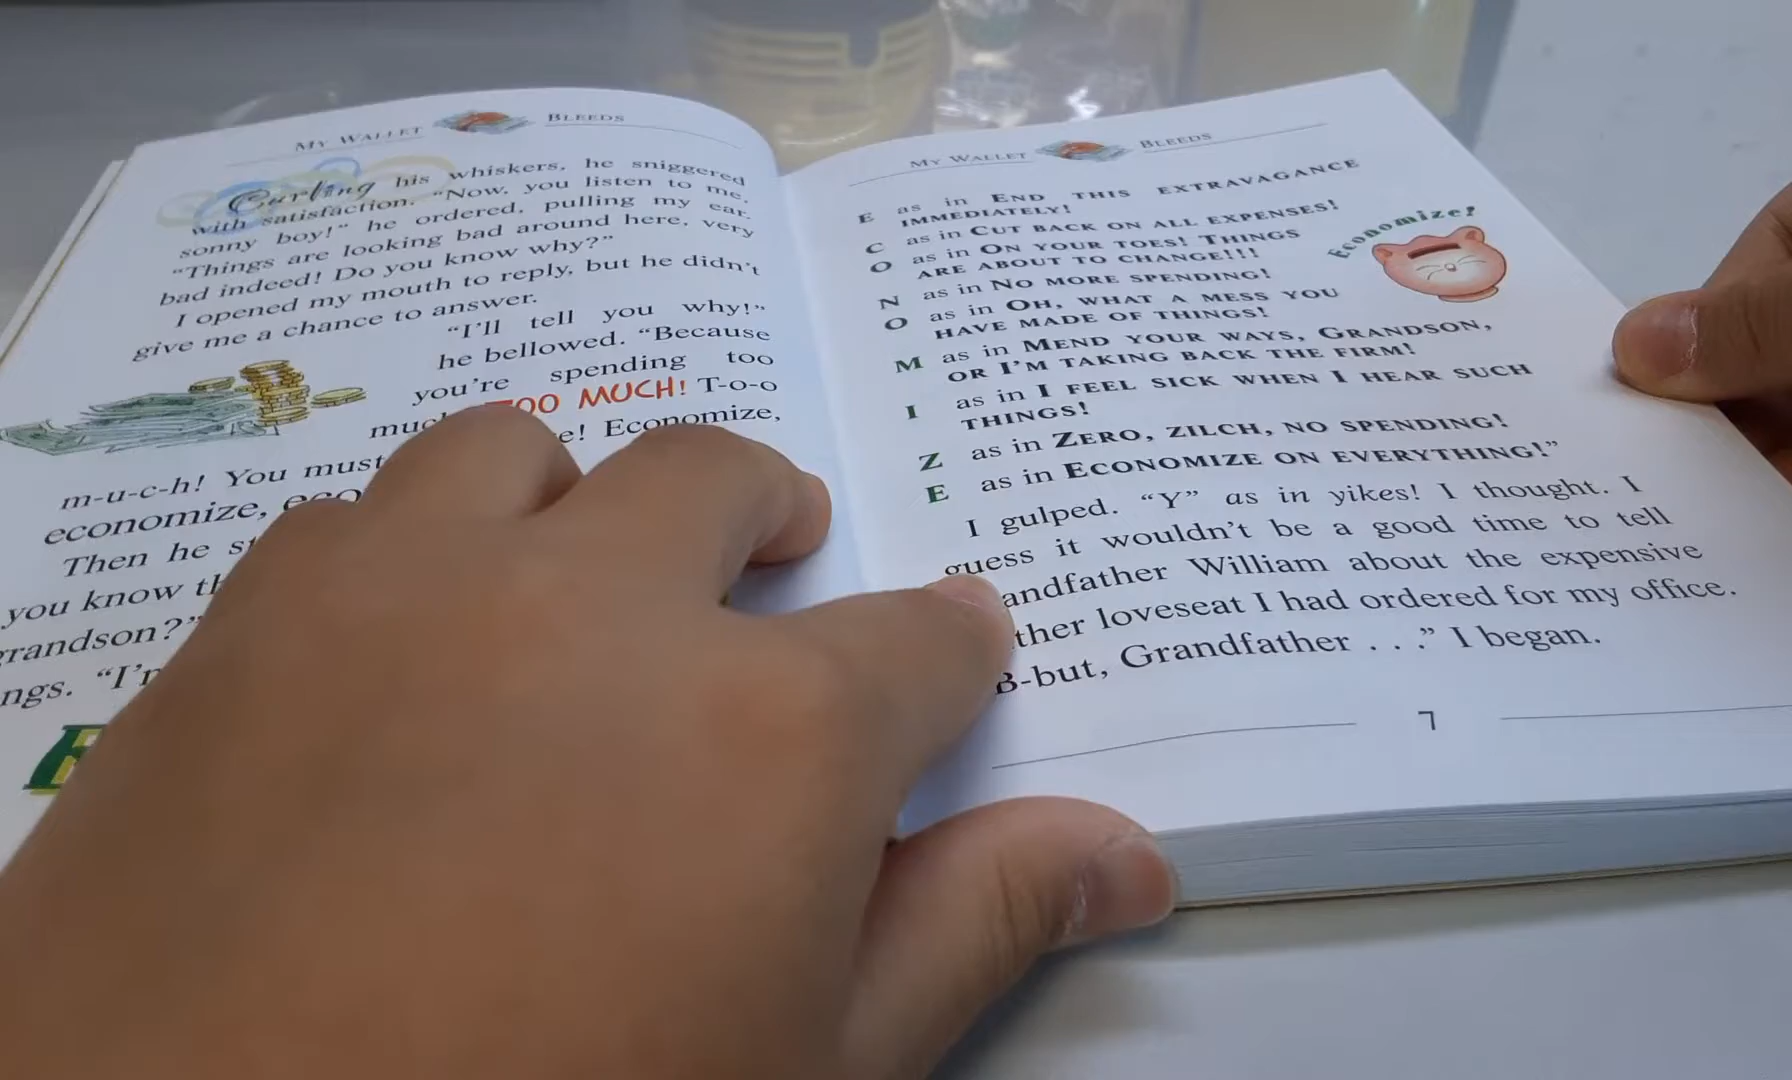 MY WALLET BLEEDS
Curling his whiskers, he sniggered
with satisfaction. “Now, you listen to me,
sonny boy!” he ordered, pulling my ear.
“Things are looking bad around here, very
bad indeed! Do you know why?”
I opened my mouth to reply, but he didn’t
give me a chance to answer.
“I’ll tell you why!”
he bellowed. “Because
you’re spending too
MUCH! T-o-o
Economize,
m-u-c-h! You must
economize,
Then he
you know
grandson?”
MY WALLET BLEEDS
E as in END THIS EXTRAVAGANCE
IMMEDIATELY!
C as in CUT BACK ON ALL EXPENSES!
O as in ON YOUR TOES! THINGS
ARE ABOUT TO CHANGE!!!
N as in NO MORE SPENDING!
O as in OH, WHAT A MESS YOU
HAVE MADE OF THINGS!
M as in MEND YOUR WAYS, GRANDSON,
OR I’M TAKING BACK THE FIRM!
I as in I FEEL SICK WHEN I HEAR SUCH
THINGS!
Z as in ZERO, ZILCH, NO SPENDING!
E as in ECONOMIZE ON EVERYTHING!”
Economize!
I gulped. “Y” as in yikes! I thought. I
guess it wouldn’t be a good time to tell
William about the expensive
loveseat I had ordered for my office.
B-but, Grandfather . . .” I began.
7